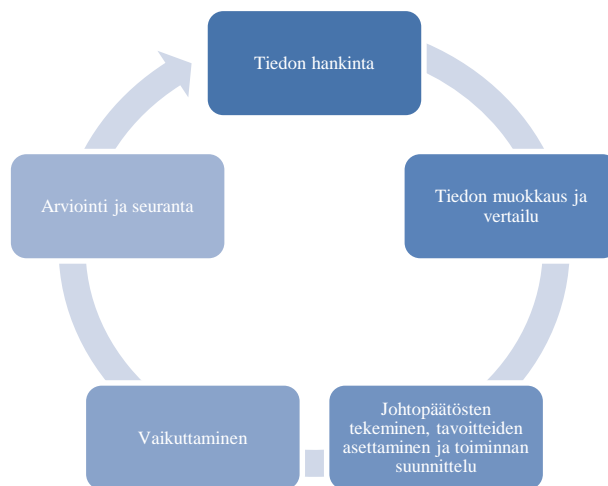 Tiedon hankinta
Tiedon muokkaus ja
vertailu
Johtopäätösten
tekeminen, tavoitteiden
asettaminen ja toiminnan
suunnittelu
Vaikuttaminen
Arviointi ja seuranta